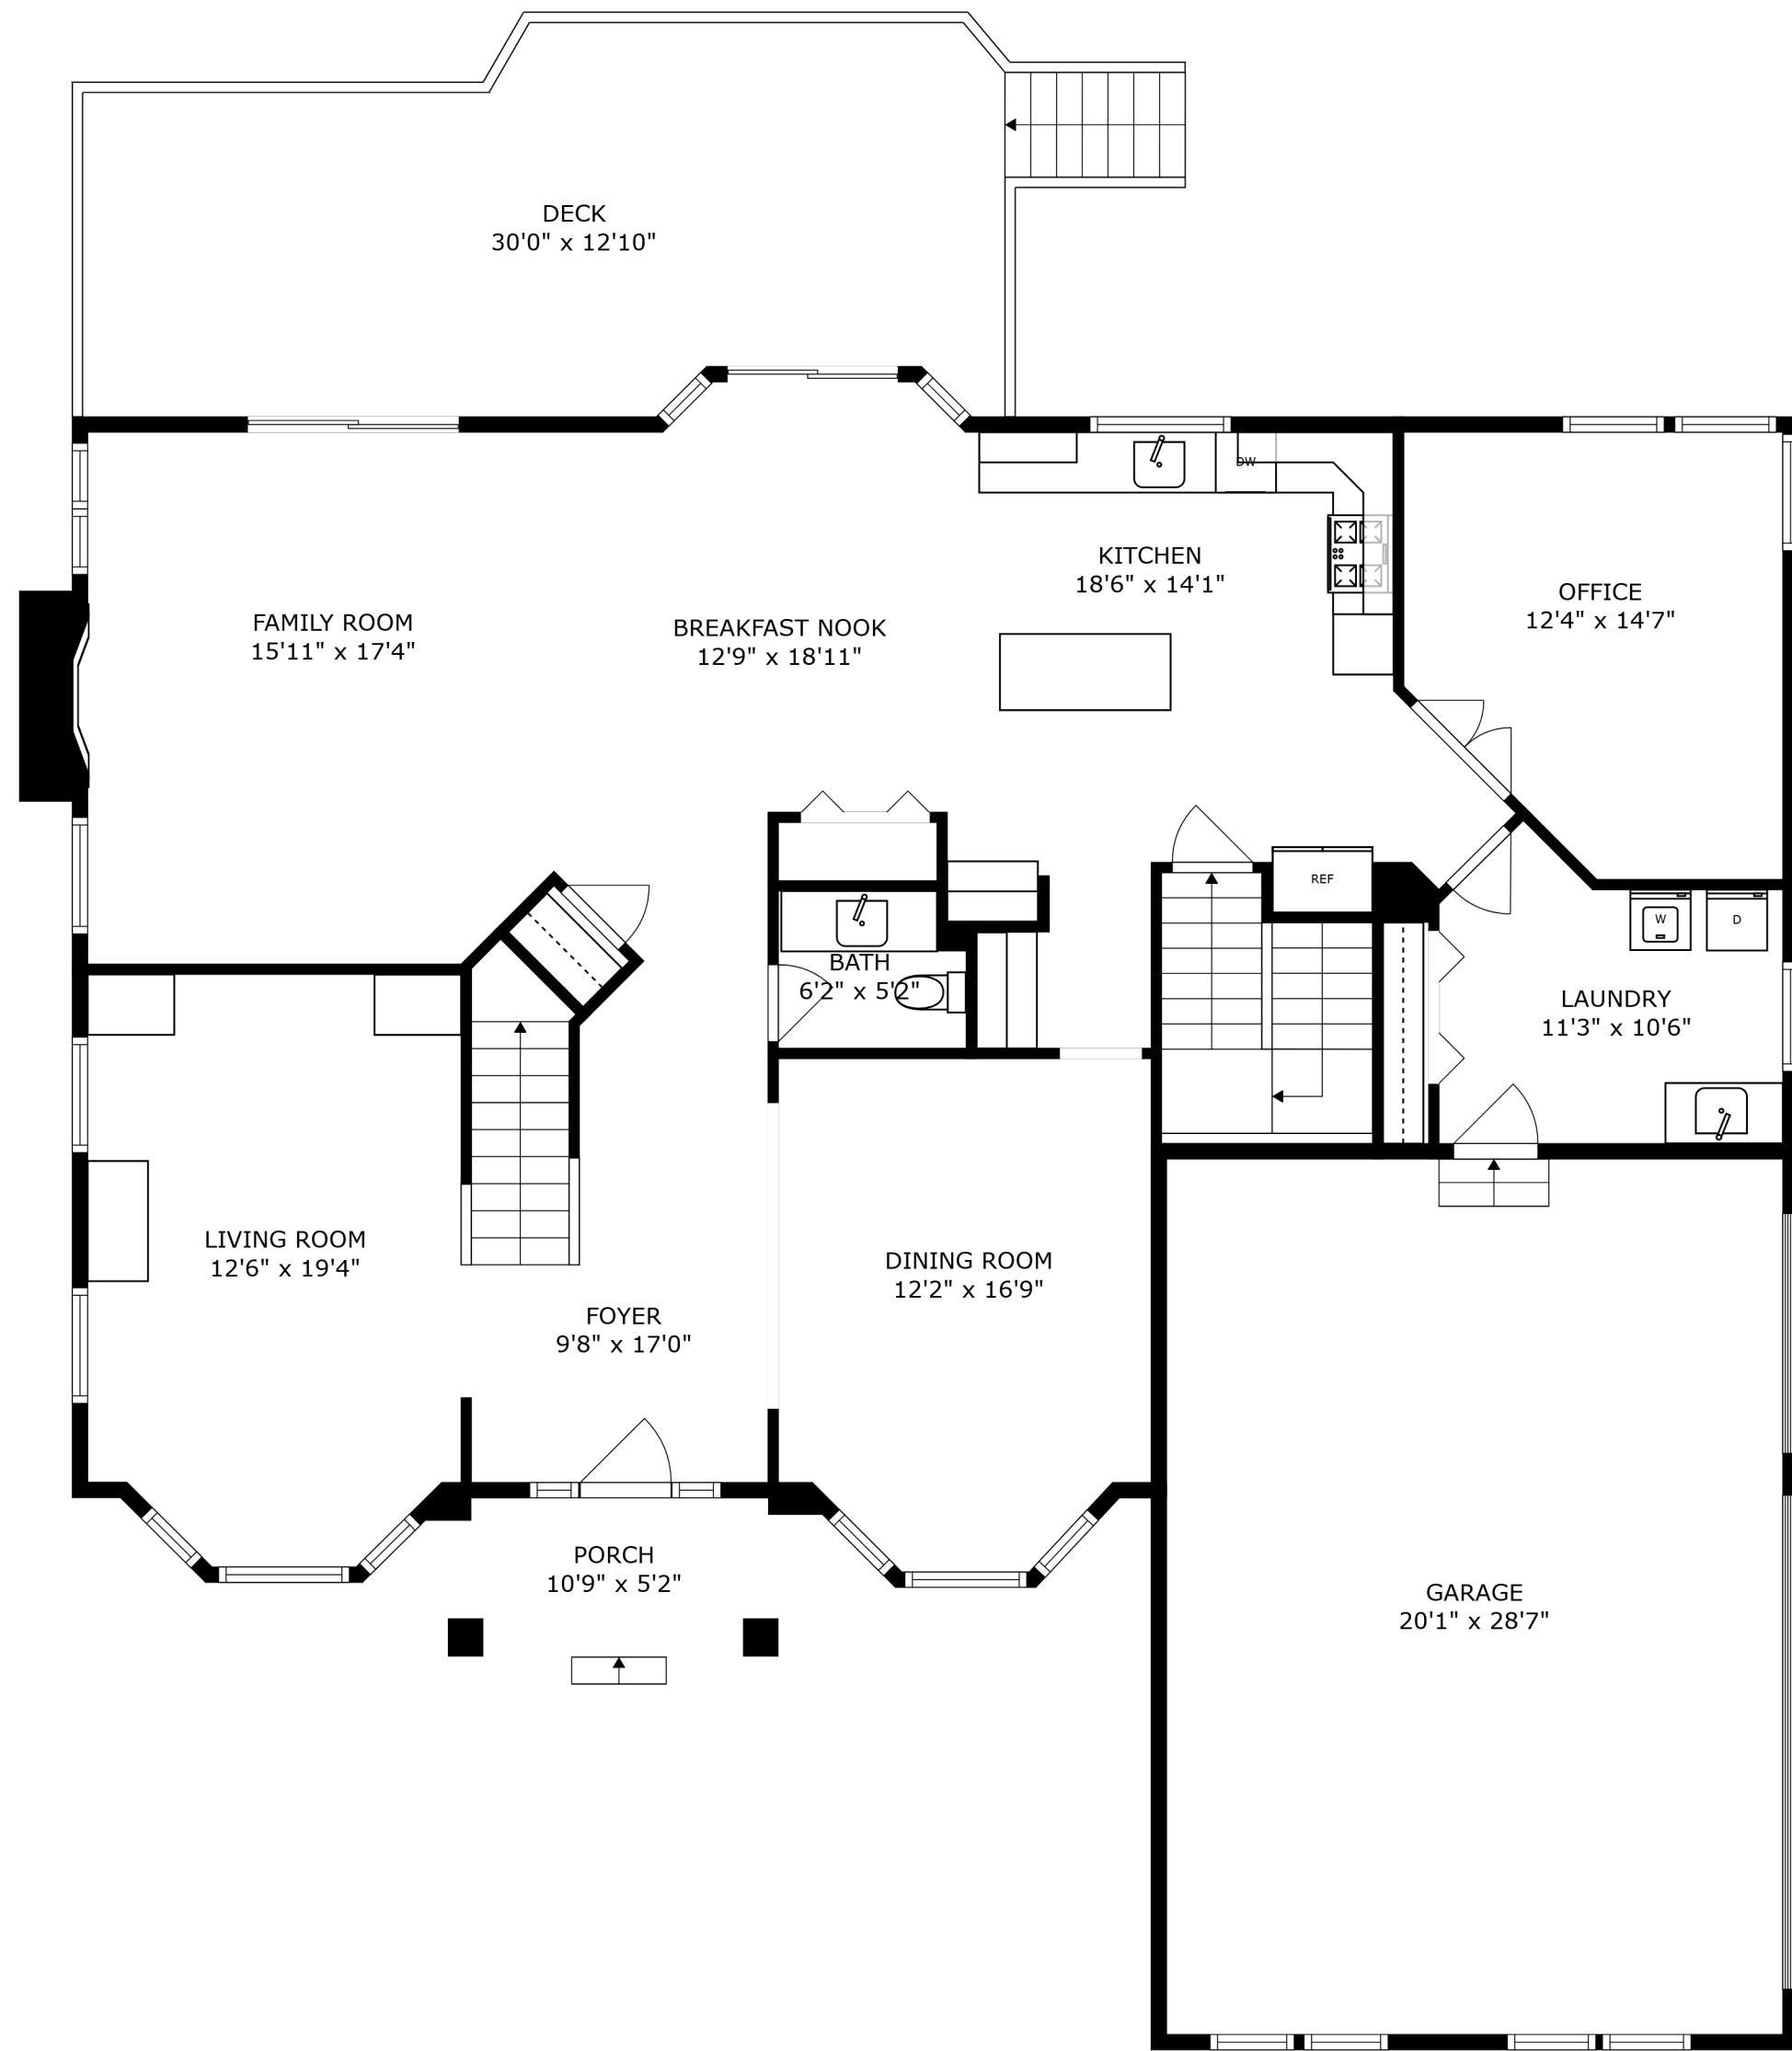 DECK
30'0" x 12'10"
DW
KITCHEN
18'6" x 14'1"
OFFICE
12'4" x 14'7"
FAMILY ROOM
15'11" x 17'4"
BREAKFAST NOOK
12'9" x 18'11"
REF
W
D
BATH
6'2" x 5'2"
LAUNDRY
11'3" x 10'6"
LIVING ROOM
12'6" x 19'4"
DINING ROOM
12'2" x 16'9"
FOYER
9'8" x 17'0"
PORCH
10'9" x 5'2"
GARAGE
20'1" x 28'7"